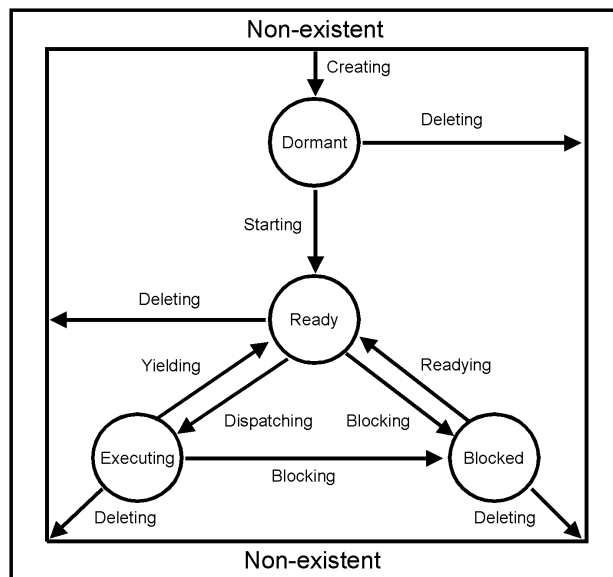 Non-existent
Creating
Dormant
Deleting
Starting
Deleting
Ready
Yielding
Readying
Dispatching
Blocking
Executing
Blocked
Blocking
Deleting
Deleting
Non-existent